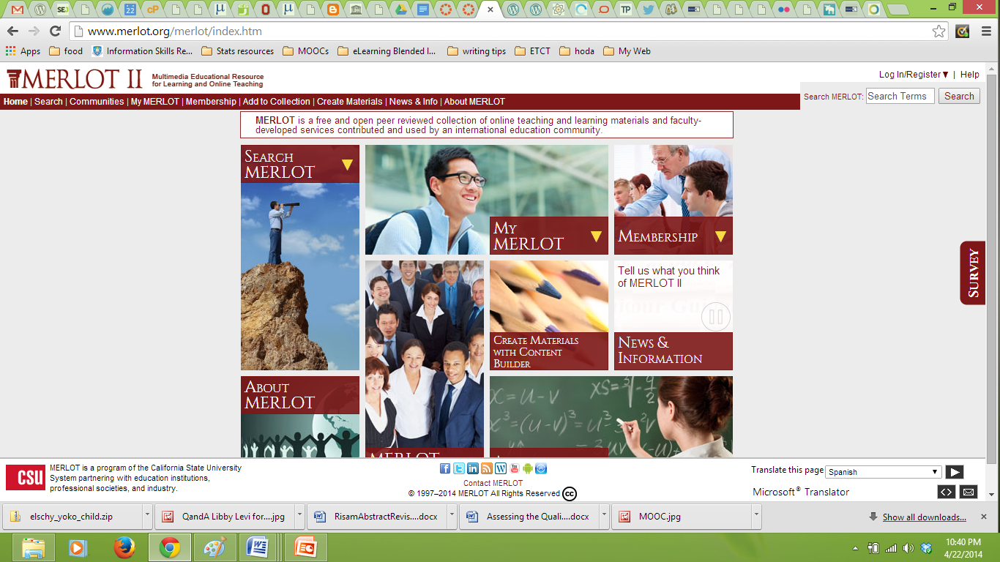 22
CP
TP
www.merlot.org/merlot/index.htm
Apps food Information Skills Re... Stats resources MOOCs eLearning Blended I... writing tips ETCT hoda My Web
MERLOT II
Multimedia Educational Resource
for Learning and Online Teaching
Log In/Register ▼ | Help
Home | Search | Communities | My MERLOT | Membership | Add to Collection | Create Materials | News & Info | About MERLOT
Search MERLOT: Search Terms Search
MERLOT is a free and open peer reviewed collection of online teaching and learning materials and faculty-
developed services contributed and used by an international education community.
Search
MERLOT
My
MERLOT
Membership
Create Materials
with Content
Builder
Tell us what you think
of MERLOT II
News &
Information
Survey
About
MERLOT
MERLOT
x = u - v
CSU
MERLOT is a program of the California State University
System partnering with education institutions,
professional societies, and industry.
Contact MERLOT
© 1997–2014 MERLOT All Rights Reserved cc
Translate this page Spanish
Microsoft® Translator
elschy_yoko_child.zip
QandA Libby Levi for....jpg
RisamAbstractRevis....docx
Assessing the Quali....docx
MOOC.jpg
Show all downloads...
10:40 PM
4/22/2014